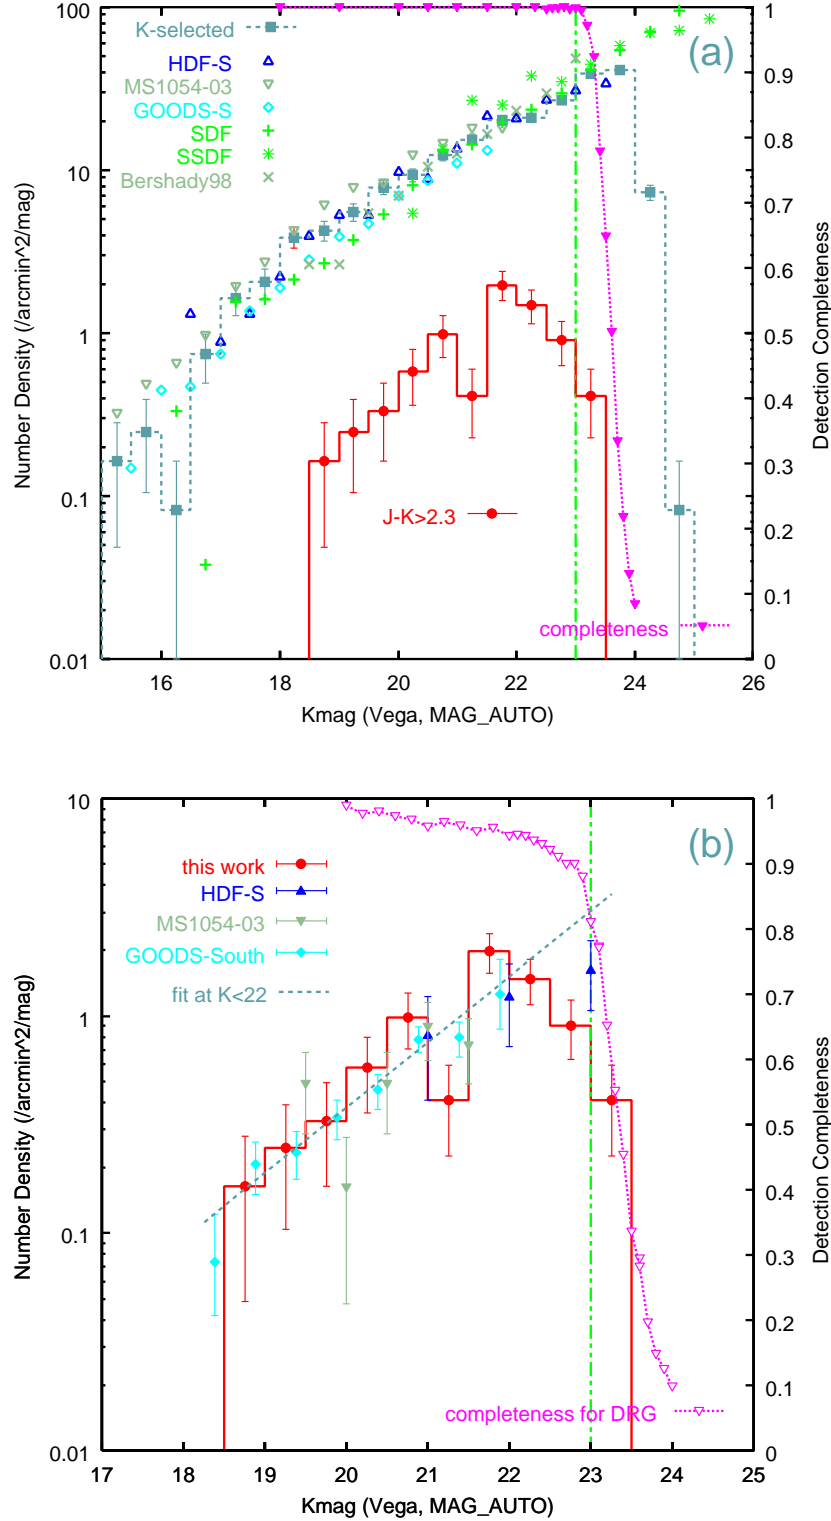 100
10
1
0.1
0.01
1
0.9
0.8
0.7
0.6
0.5
0.4
0.3
0.2
0.1
0
16
18
20
22
24
26
Number Density (/arcmin^2/mag)
Detection Completeness
Kmag (Vega, MAG_AUTO)
(a)
K-selected
HDF-S
MS1054-03
GOODS-S
SDF
SSDF
Bershady98
J-K>2.3
completeness
10
1
0.1
0.01
1
0.9
0.8
0.7
0.6
0.5
0.4
0.3
0.2
0.1
0
17
18
19
20
21
22
23
24
25
Number Density (/arcmin^2/mag)
Detection Completeness
Kmag (Vega, MAG_AUTO)
(b)
this work
HDF-S
MS1054-03
GOODS-South
fit at K<22
completeness for DRG